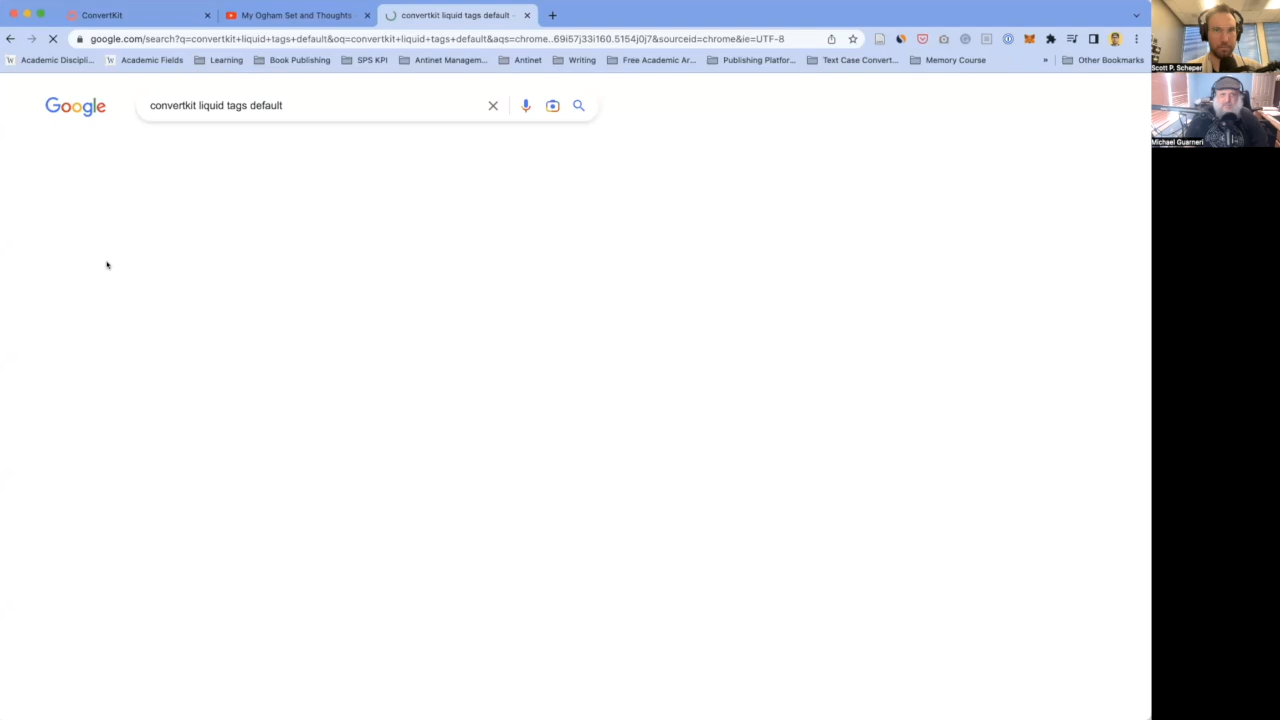 ConvertKit
My Ogham Set and Thoughts
convertkit liquid tags default -
google.com/search?q=convertkit+liquid+tags+default&oq=convertkit+liquid+tags+default&aqs=chrome..69i57j33i160.5154j0j7&sourceid=chrome&ie=UTF-8
W Academic Discipli...
W Academic Fields
Learning
Book Publishing
SPS KPI
Antinet Managem...
Antinet
Writing
Free Academic Ar...
Publishing Platfor...
Text Case Convert...
Memory Course
»
Other Bookmarks
Google
convertkit liquid tags default
Scott P. Scheper
Michael Guarneri